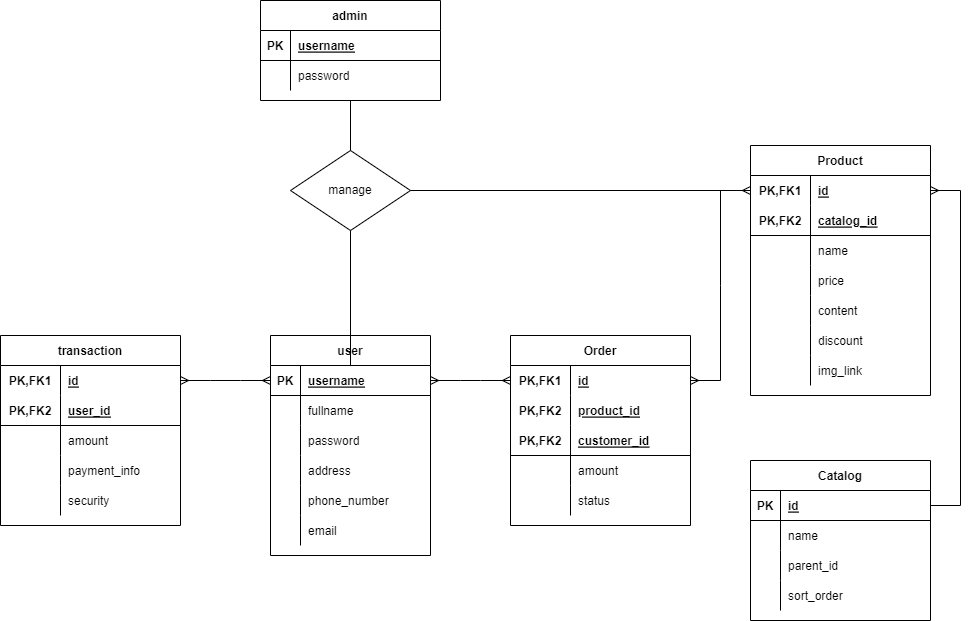 admin
PK username
password
manage
Product
PK,FK1 id
PK,FK2 catalog_id
name
price
content
discount
img_link
transaction
PK,FK1 id
PK,FK2 user_id
amount
payment_info
security
user
PK username
fullname
password
address
phone_number
email
Order
PK,FK1 id
PK,FK2 product_id
PK,FK2 customer_id
amount
status
Catalog
PK id
name
parent_id
sort_order